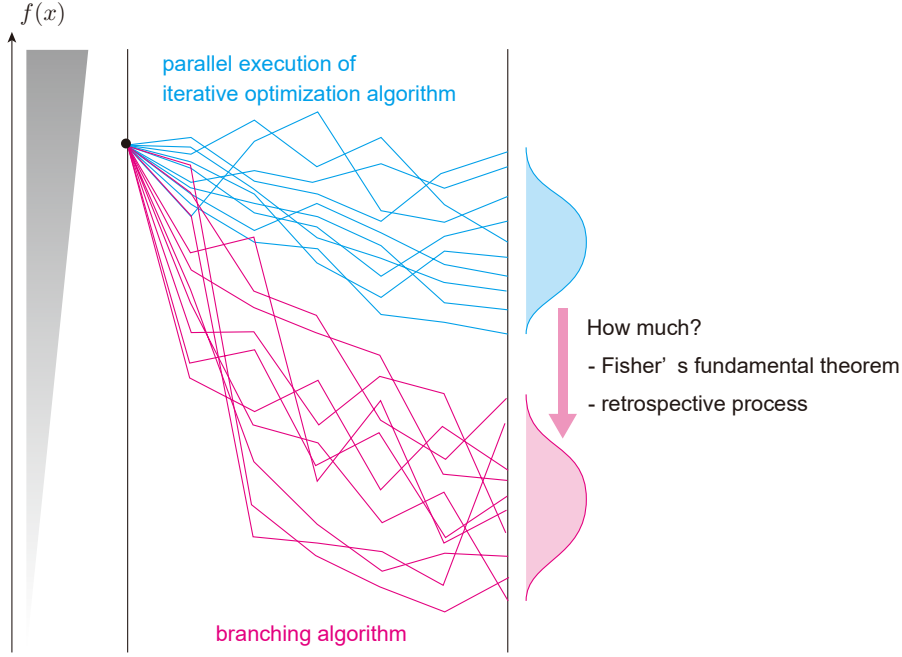 f(x)
parallel execution of
iterative optimization algorithm
How much?
- Fisher’ s fundamental theorem
- retrospective process
branching algorithm